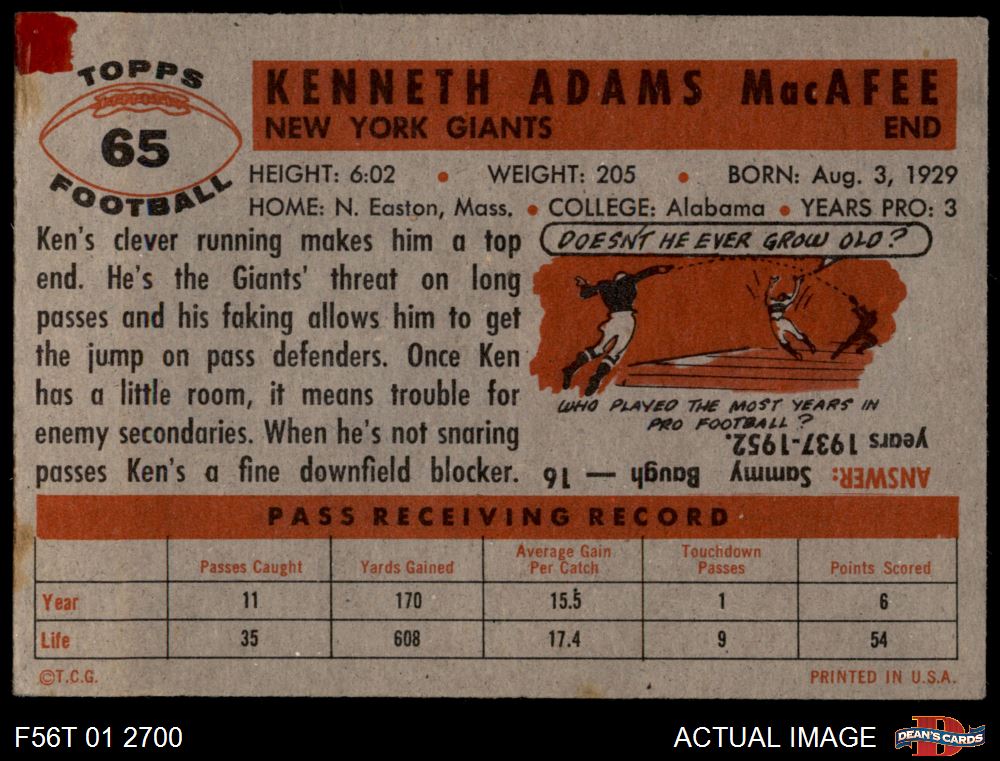 TOPPS
65
FOOTBALL
KENNETH ADAMS MacAFEE
NEW YORK GIANTS END
HEIGHT: 6:02 • WEIGHT: 205 • BORN: Aug. 3, 1929
HOME: N. Easton, Mass. • COLLEGE: Alabama • YEARS PRO: 3
Ken's clever running makes him a top
end. He's the Giants' threat on long
passes and his faking allows him to get
the jump on pass defenders. Once Ken
has a little room, it means trouble for
enemy secondaries. When he's not snaring
passes Ken's a fine downfield blocker.
DOESN'T HE EVER GROW OLD?
WHO PLAYED THE MOST YEARS IN
PRO FOOTBALL?
ANSWER: Sammy Baugh — 16
years 1937-1952.
PASS RECEIVING RECORD
Passes Caught Yards Gained Average Gain Per Catch Touchdown Passes Points Scored
Year 11 170 15.5 1 6
Life 35 608 17.4 9 54
©T.C.G. PRINTED IN U.S.A.
F56T 01 2700 ACTUAL IMAGE DEAN'S CARDS